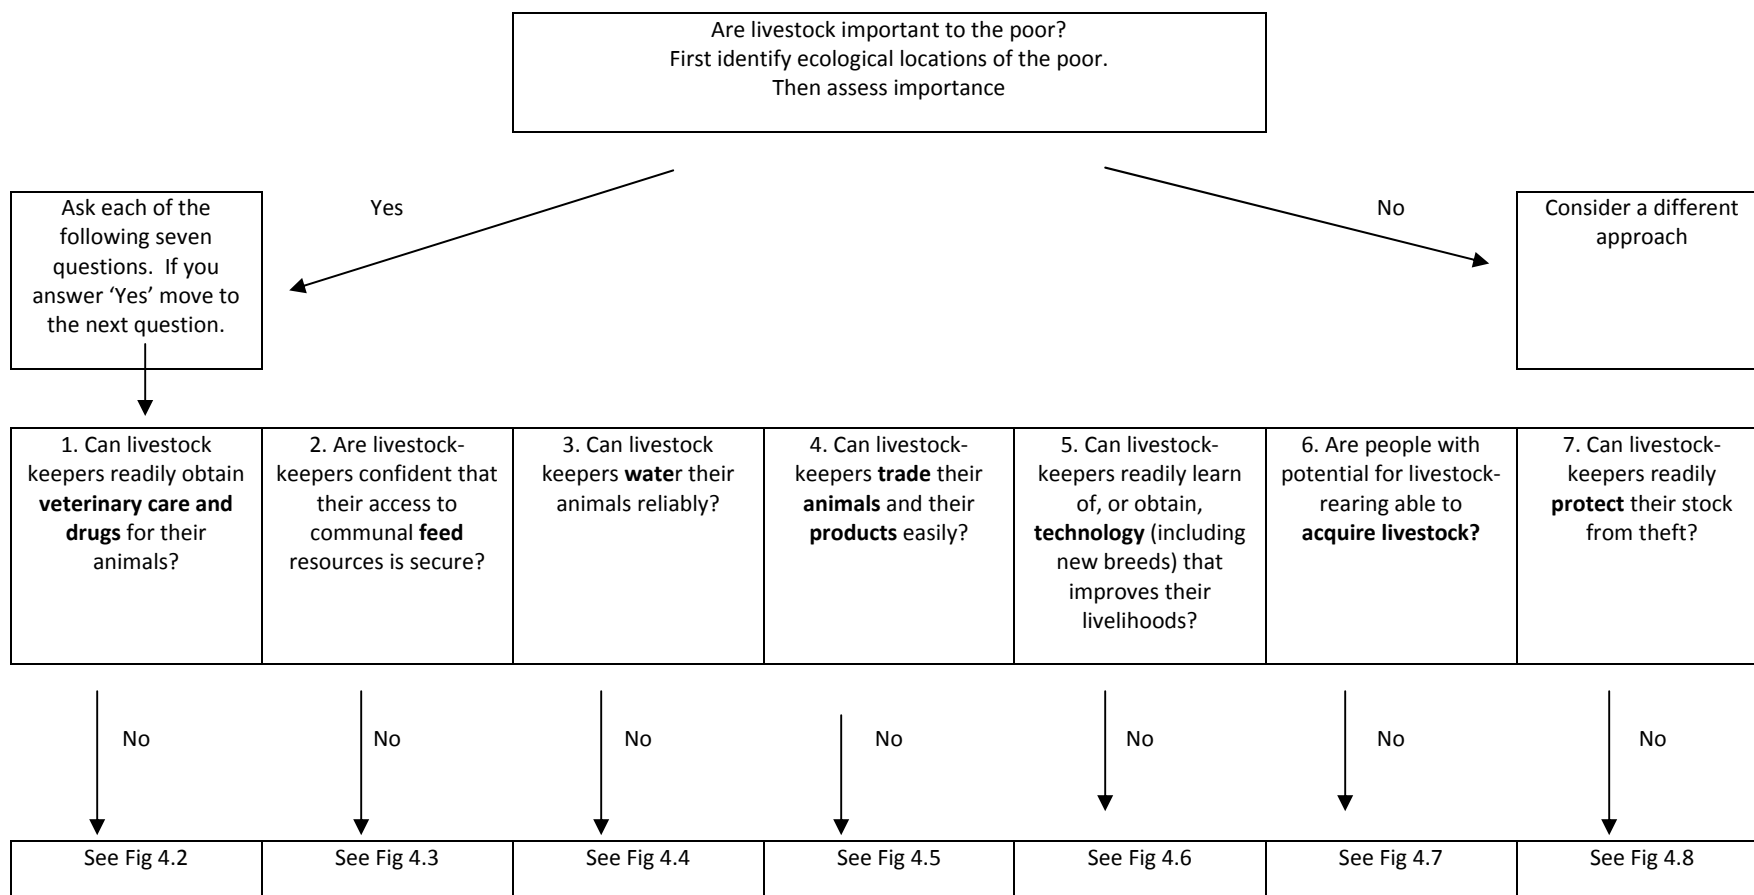 Are livestock important to the poor?
First identify ecological locations of the poor.
Then assess importance
Ask each of the
following seven
questions.  If you
answer ‘Yes’ move to
the next question.
Yes
No
Consider a different
approach
1. Can livestock
keepers readily obtain
veterinary care and
drugs for their
animals?
2. Are livestock-
keepers confident that
their access to
communal feed
resources is secure?
3. Can livestock
keepers water their
animals reliably?
4. Can livestock-
keepers trade their
animals and their
products easily?
5. Can livestock-
keepers readily learn
of, or obtain,
technology (including
new breeds) that
improves their
livelihoods?
6. Are people with
potential for livestock-
rearing able to
acquire livestock?
7. Can livestock-
keepers readily
protect their stock
from theft?
No
No
No
No
No
No
No
See Fig 4.2
See Fig 4.3
See Fig 4.4
See Fig 4.5
See Fig 4.6
See Fig 4.7
See Fig 4.8